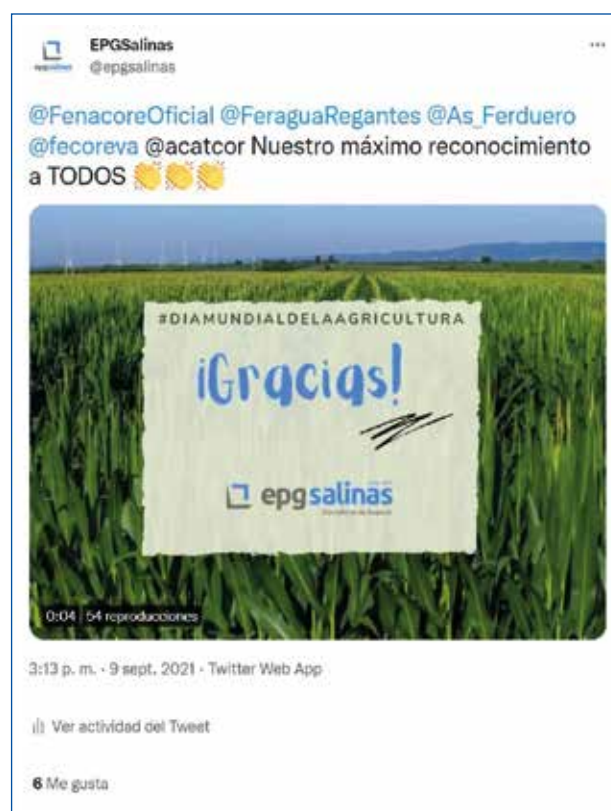 EPGSalinas
epgsalinas
@epgsalinas
@FenacoreOficial @FeraguaRegantes @As_Ferduero
@fecoreva @acatcor Nuestro máximo reconocimiento
a TODOS 👏👏👏
#DIAMUNDIALDELAAGRICULTURA
¡Gracias!
epgsalinas
0:04 54 reproducciones
3:13 p. m. · 9 sept. 2021 · Twitter Web App
Ver actividad del Tweet
6 Me gusta